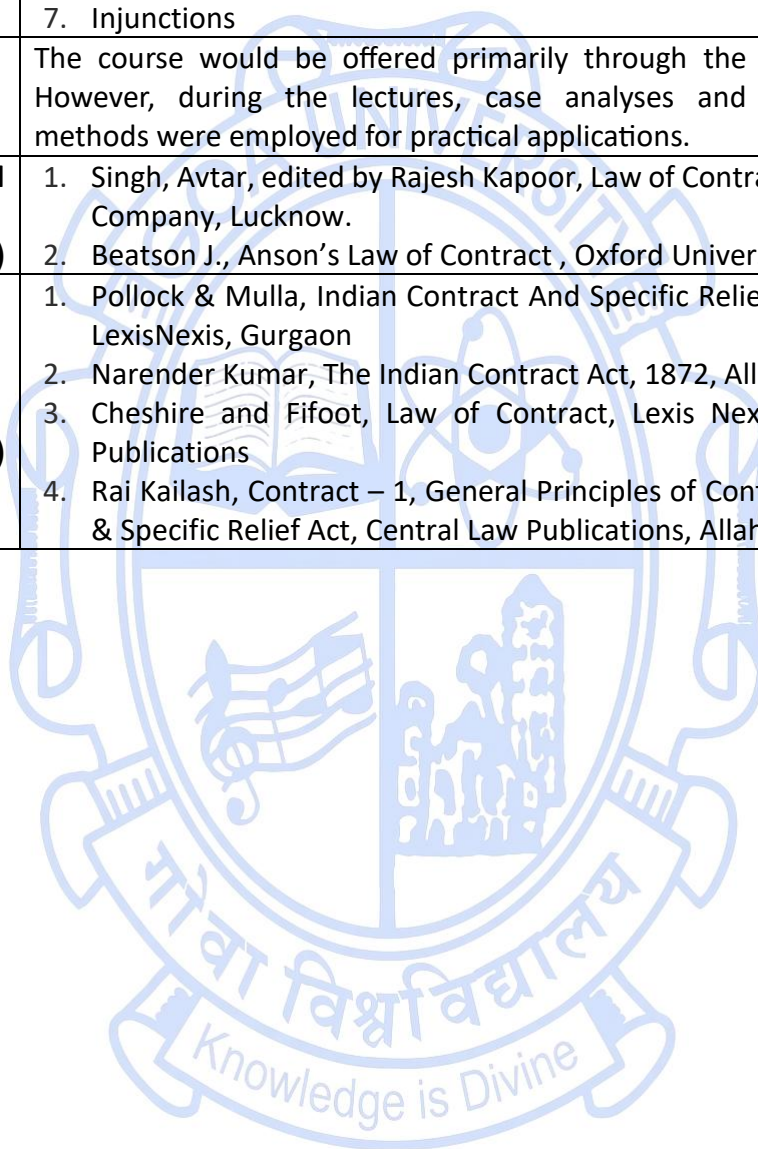 7. Injunctions
The course would be offered primarily through the
However, during the lectures, case analyses and
methods were employed for practical applications.
1. Singh, Avtar, edited by Rajesh Kapoor, Law of Contra
Company, Lucknow.
)
2. Beatson J., Anson’s Law of Contract , Oxford Univer
1. Pollock & Mulla, Indian Contract And Specific Relie
LexisNexis, Gurgaon
2. Narender Kumar, The Indian Contract Act, 1872, All
3. Cheshire and Fifoot, Law of Contract, Lexis Nex
)
Publications
4. Rai Kailash, Contract – 1, General Principles of Cont
& Specific Relief Act, Central Law Publications, Allah
GOA UNIVERSITY
गोंवा विश्वविद्यालय
Knowledge is Divine